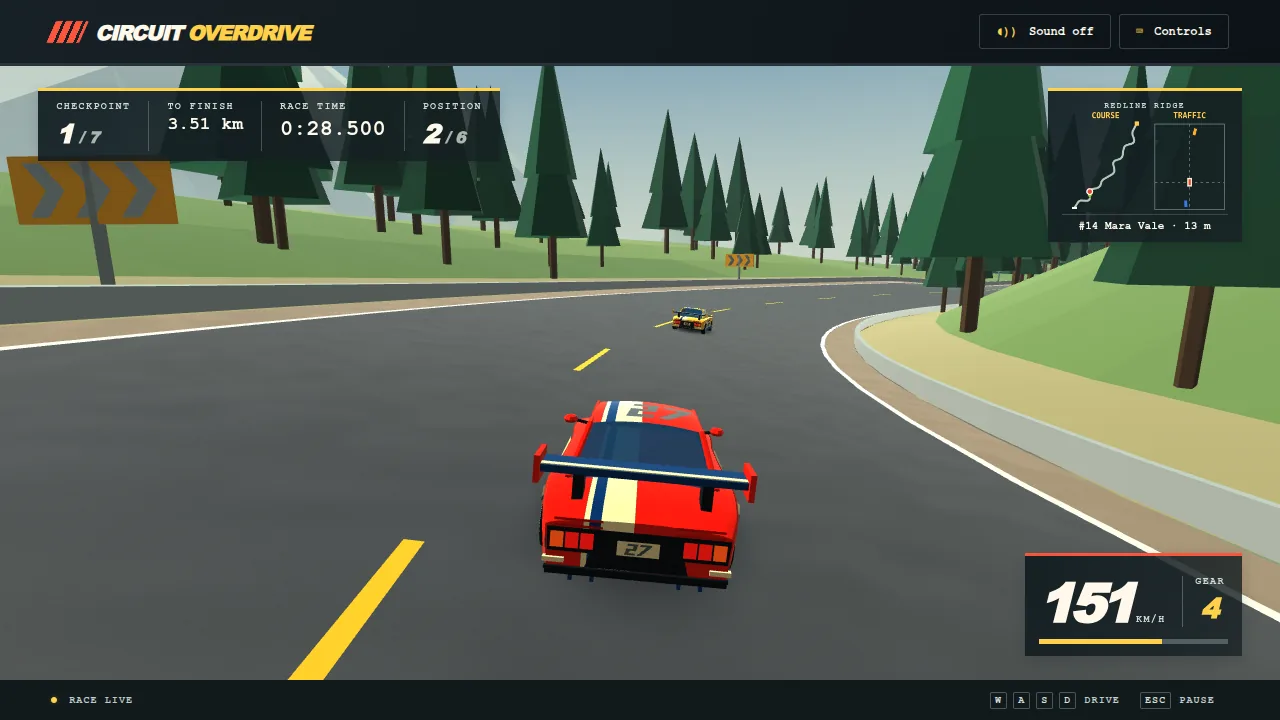 CIRCUIT OVERDRIVE
Sound off
Controls
CHECKPOINT
1 / 7
TO FINISH
3.51 km
RACE TIME
0:28.500
POSITION
2 / 6
REDLINE RIDGE
COURSE
TRAFFIC
#14 Mara Vale · 13 m
27
27
151 KM/H
GEAR
4
RACE LIVE
W A S D DRIVE
ESC PAUSE